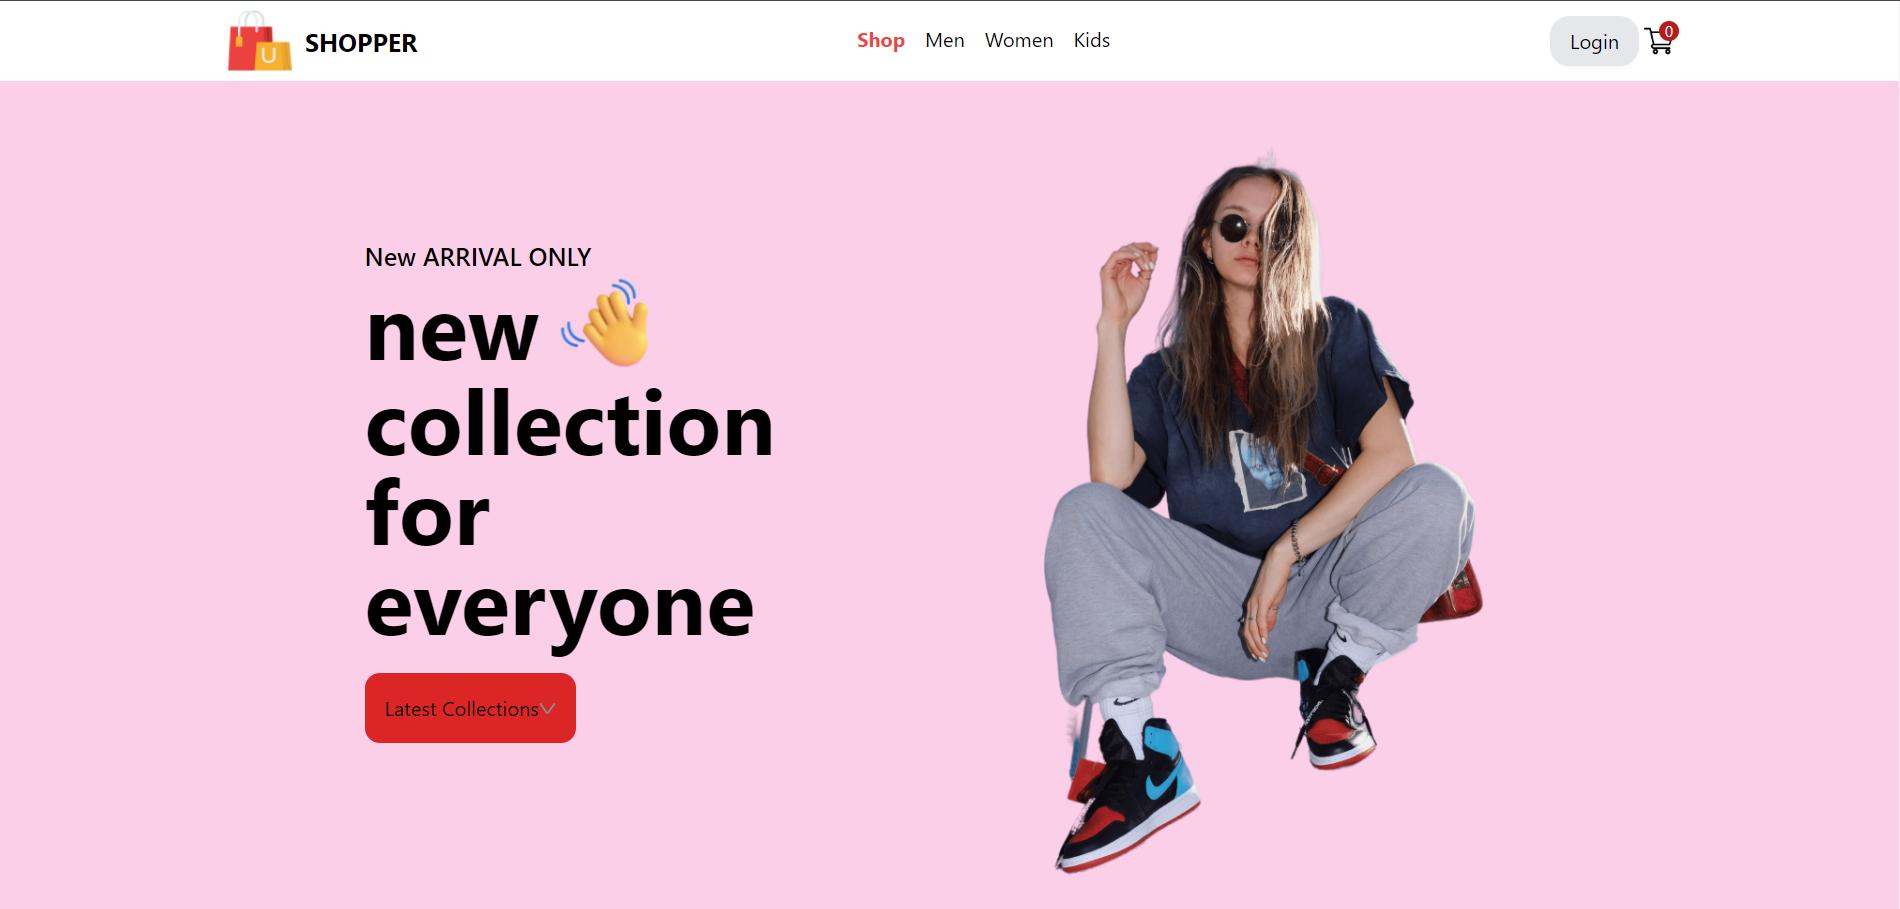 U
SHOPPER
Shop Men Women Kids
Login
0
New ARRIVAL ONLY
new 👋
collection
for
everyone
Latest Collections